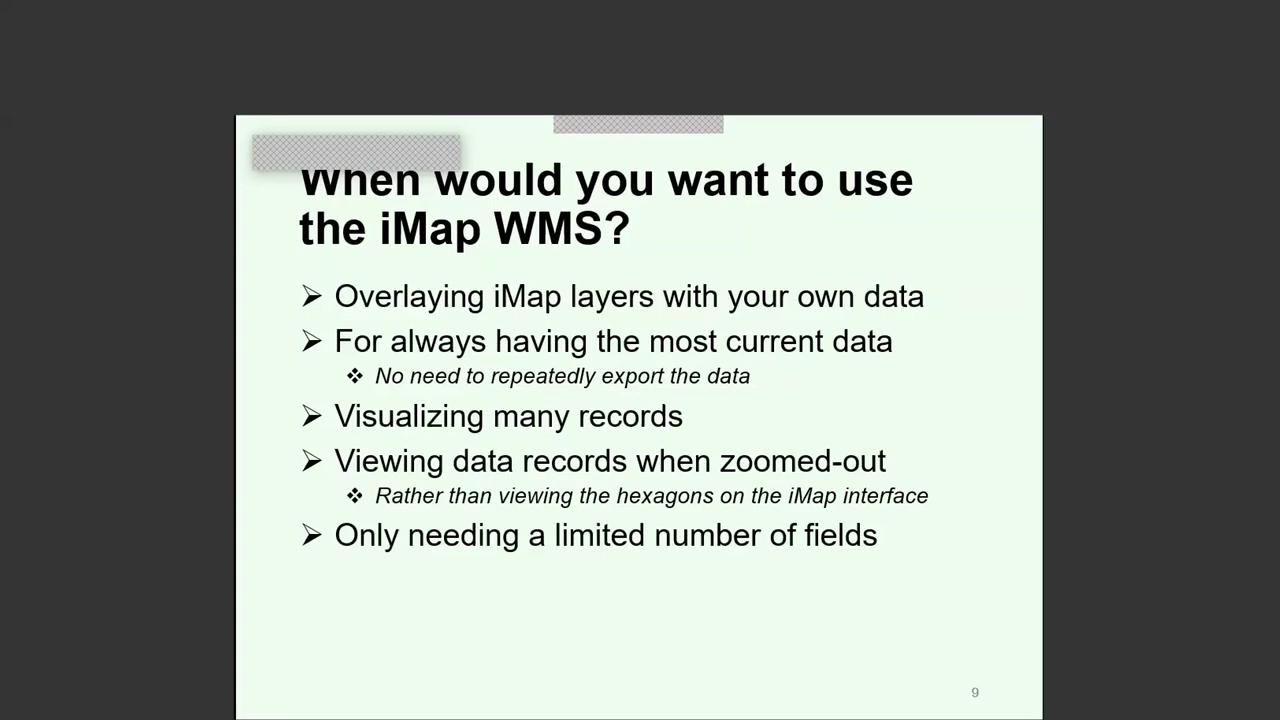 When would you want to use
the iMap WMS?
➢ Overlaying iMap layers with your own data
➢ For always having the most current data
❖ No need to repeatedly export the data
➢ Visualizing many records
➢ Viewing data records when zoomed-out
❖ Rather than viewing the hexagons on the iMap interface
➢ Only needing a limited number of fields
9